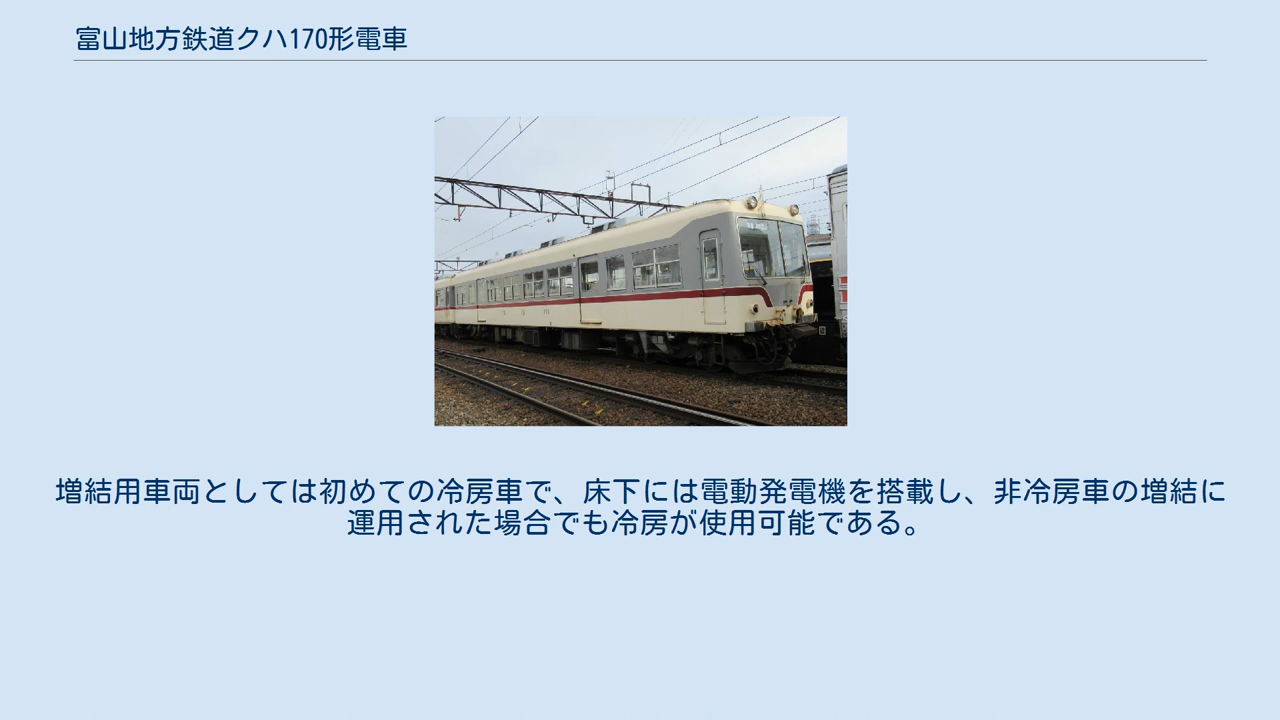 富山地方鉄道クハ170形電車
増結用車両としては初めての冷房車で、床下には電動発電機を搭載し、非冷房車の増結に
運用された場合でも冷房が使用可能である。